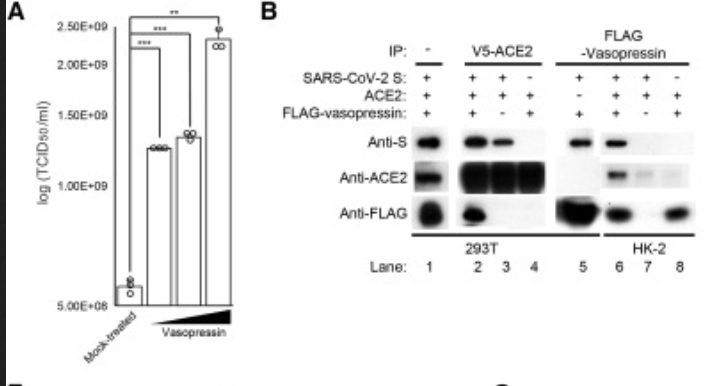 A
log (TCID50/ml)
2.50E+09
2.00E+09
1.50E+09
1.00E+09
5.00E+08
***
***
**
Mock-treated
Vasopressin
B
IP: - V5-ACE2 FLAG -Vasopressin
SARS-CoV-2 S: + + + - + + + -
ACE2: + + + + - + + +
FLAG-vasopressin: + + - + + + - +
Anti-S
Anti-ACE2
Anti-FLAG
293T HK-2
Lane: 1 2 3 4 5 6 7 8